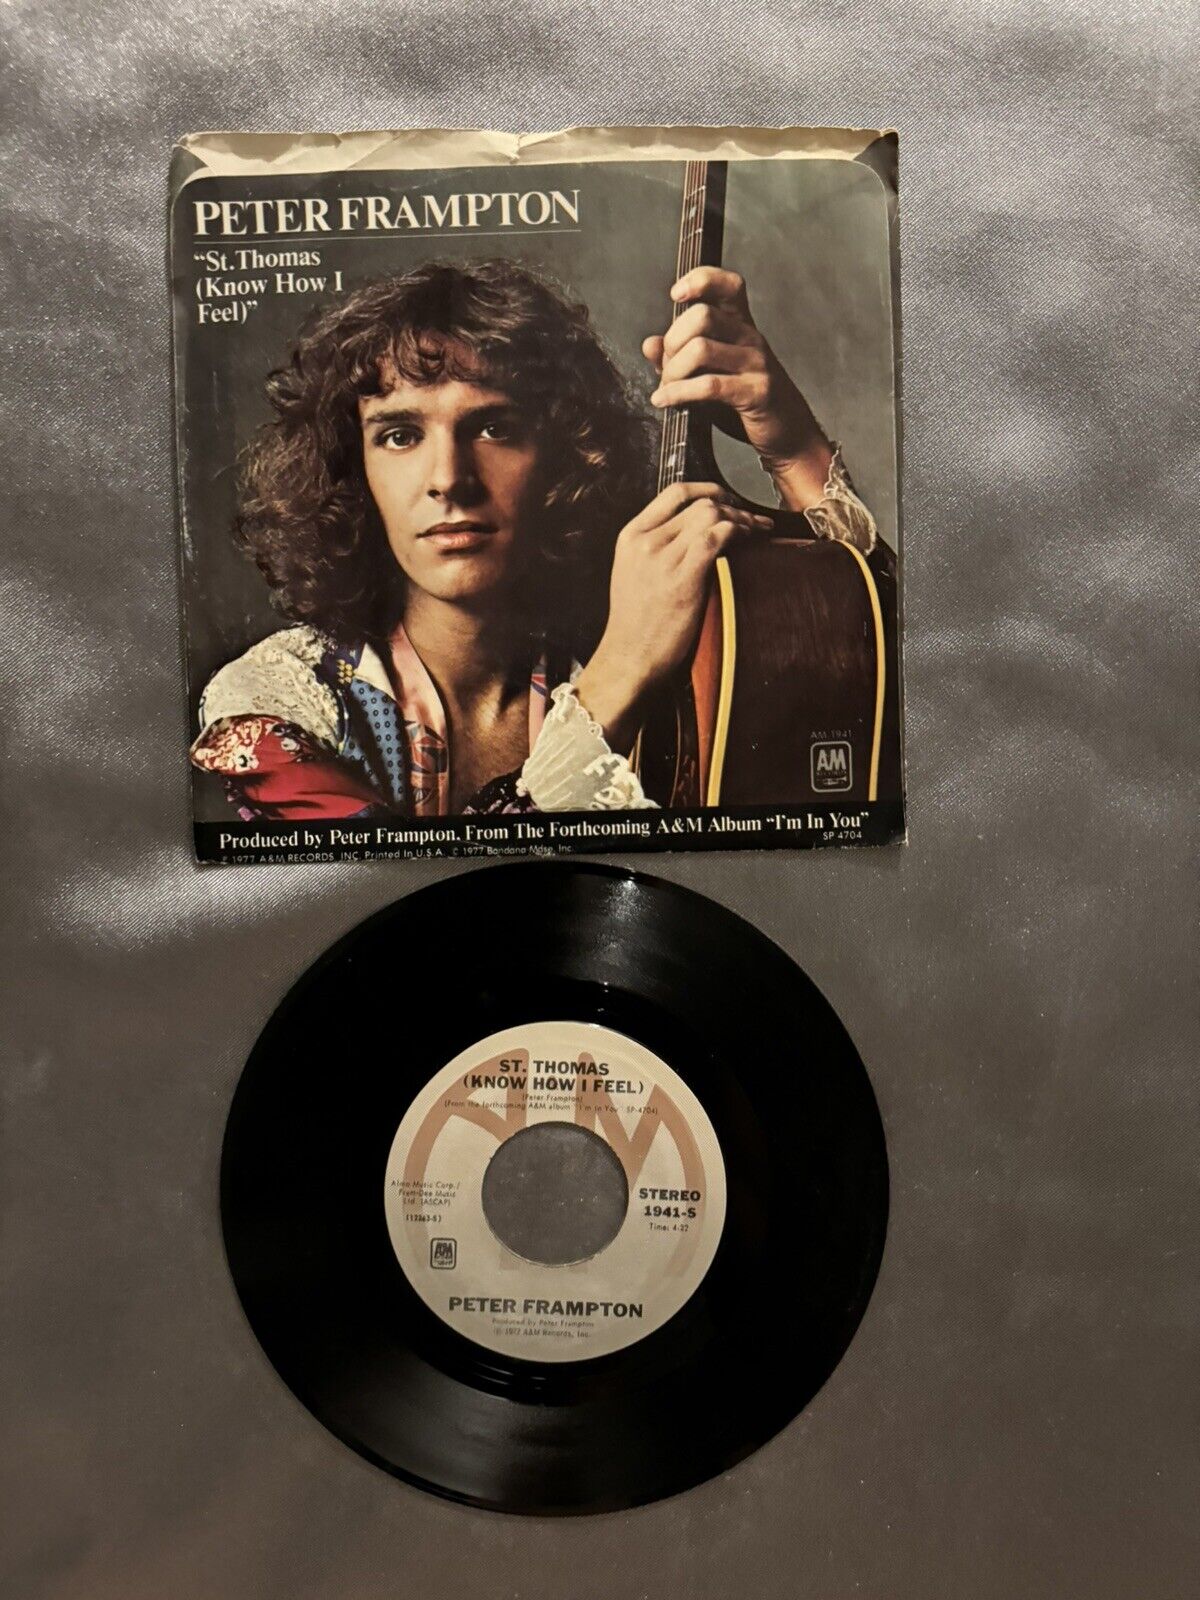 PETER FRAMPTON
“St. Thomas
(Know How I
Feel)”
AM 1941
AM
RECORDS
Produced by Peter Frampton. From The Forthcoming A&M Album “I'm In You”
SP 4704
℗ 1977 A&M RECORDS, INC. Printed In U.S.A. © 1977 Bandana Mdse, Inc.
ST. THOMAS
(KNOW HOW I FEEL)
(Peter Frampton)
(From the forthcoming A&M album "I'm In You" SP-4704)
Almo Music Corp./
Fram-Dee Music
Ltd. (ASCAP)
STEREO
1941-S
Time: 4:22
AM
PETER FRAMPTON
Produced by Peter Frampton
℗ 1977 A&M Records, Inc.